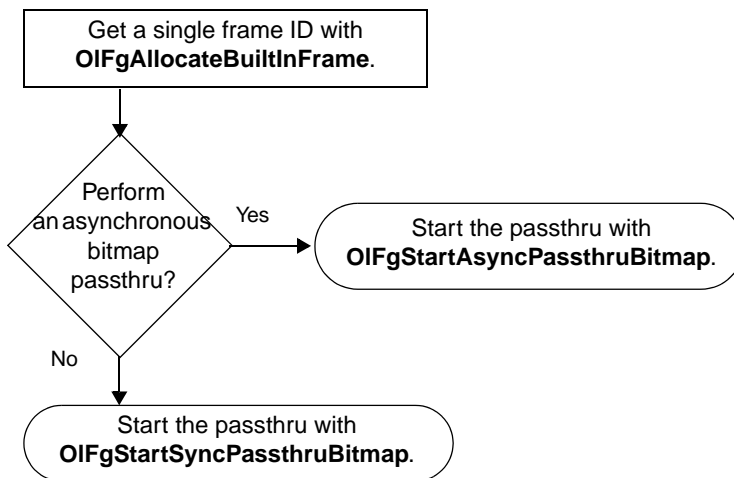 Get a single frame ID with
OlFgAllocateBuiltInFrame.
Perform
an asynchronous
bitmap
passthru?
Yes
Start the passthru with
OlFgStartAsyncPassthruBitmap.
No
Start the passthru with
OlFgStartSyncPassthruBitmap.